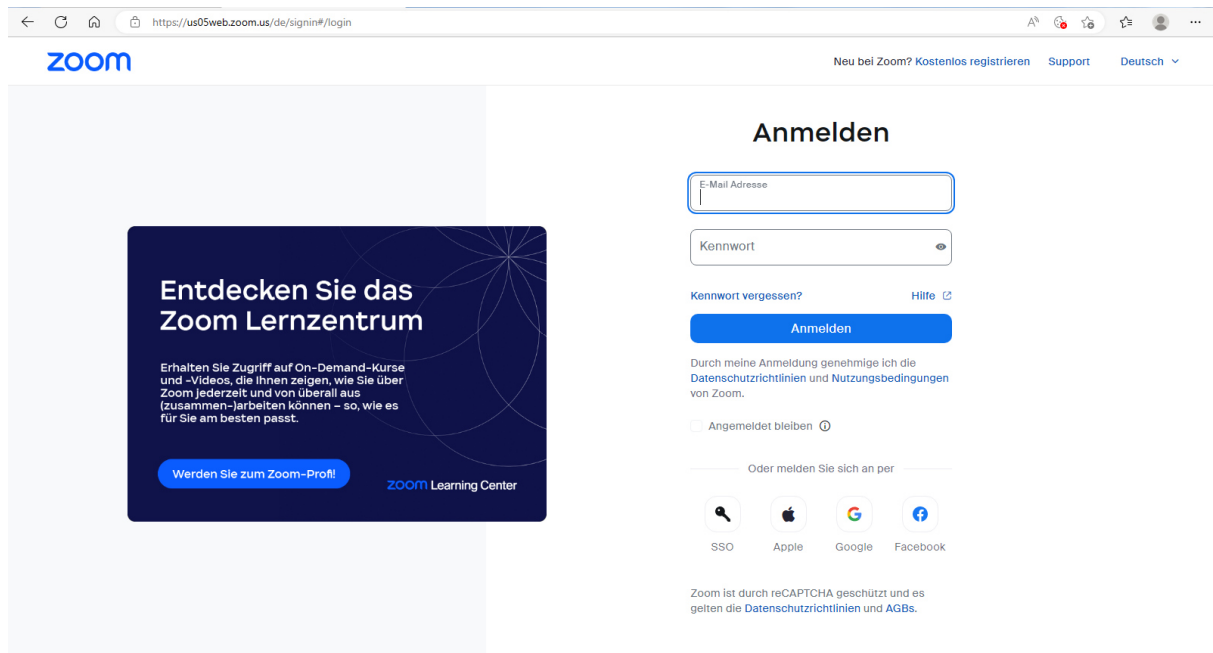 https://us05web.zoom.us/de/signin#/login
zoom
Neu bei Zoom? Kostenlos registrieren Support Deutsch
Anmelden
E-Mail Adresse
Kennwort
Kennwort vergessen? Hilfe
Anmelden
Durch meine Anmeldung genehmige ich die
Datenschutzrichtlinien und Nutzungsbedingungen
von Zoom.
Angemeldet bleiben
Oder melden Sie sich an per
SSO Apple Google Facebook
Zoom ist durch reCAPTCHA geschützt und es
gelten die Datenschutzrichtlinien und AGBs.
Entdecken Sie das
Zoom Lernzentrum
Erhalten Sie Zugriff auf On-Demand-Kurse
und -Videos, die Ihnen zeigen, wie Sie über
Zoom jederzeit und von überall aus
(zusammen-)arbeiten können – so, wie es
für Sie am besten passt.
Werden Sie zum Zoom-Profi!
zoom Learning Center